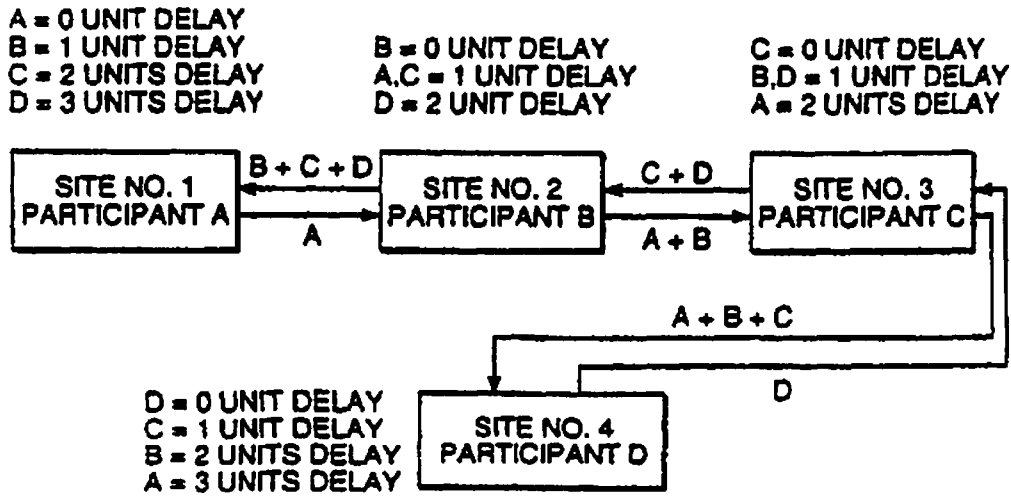 A = 0 UNIT DELAY
B = 1 UNIT DELAY
C = 2 UNITS DELAY
D = 3 UNITS DELAY
B = 0 UNIT DELAY
A,C = 1 UNIT DELAY
D = 2 UNIT DELAY
C = 0 UNIT DELAY
B,D = 1 UNIT DELAY
A = 2 UNITS DELAY
SITE NO. 1
PARTICIPANT A
B + C + D
A
SITE NO. 2
PARTICIPANT B
C + D
A + B
SITE NO. 3
PARTICIPANT C
A + B + C
D
D = 0 UNIT DELAY
C = 1 UNIT DELAY
B = 2 UNITS DELAY
A = 3 UNITS DELAY
SITE NO. 4
PARTICIPANT D